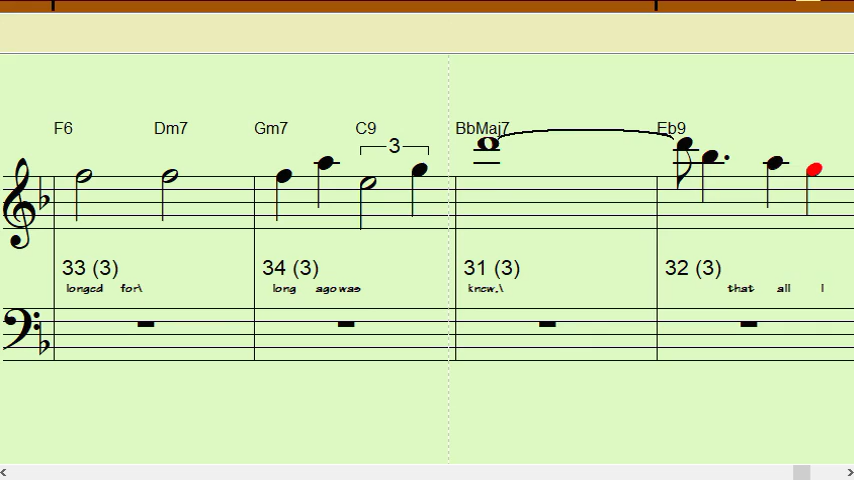 F6 Dm7 Gm7 C9 BbMaj7 Eb9
3
33 (3) 34 (3) 31 (3) 32 (3)
longed for\ long ago was knew.\ that all I